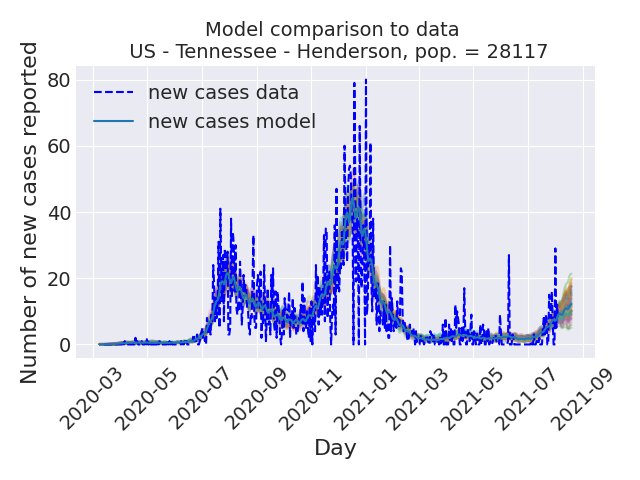 Model comparison to data
US - Tennessee - Henderson, pop. = 28117
Number of new cases reported
80
60
40
20
0
new cases data
new cases model
2020-03
2020-05
2020-07
2020-09
2020-11
2021-01
2021-03
2021-05
2021-07
2021-09
Day